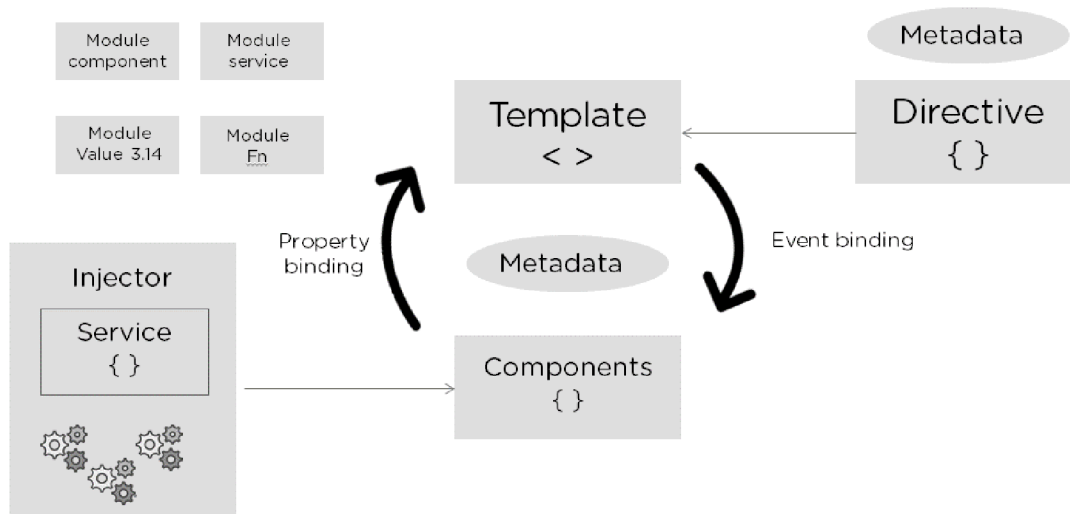 Module
component
Module
service
Module
Value 3.14
Module
Fn
Metadata
Template
< >
Directive
{ }
Property
binding
Event binding
Metadata
Injector
Service
{ }
Components
{ }